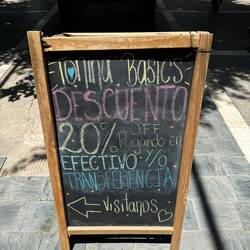 Basics
DESCUENTO
20% OFF
Pagando en
EFECTIVO Y/O
TRANSFERENCIA
Visitanos